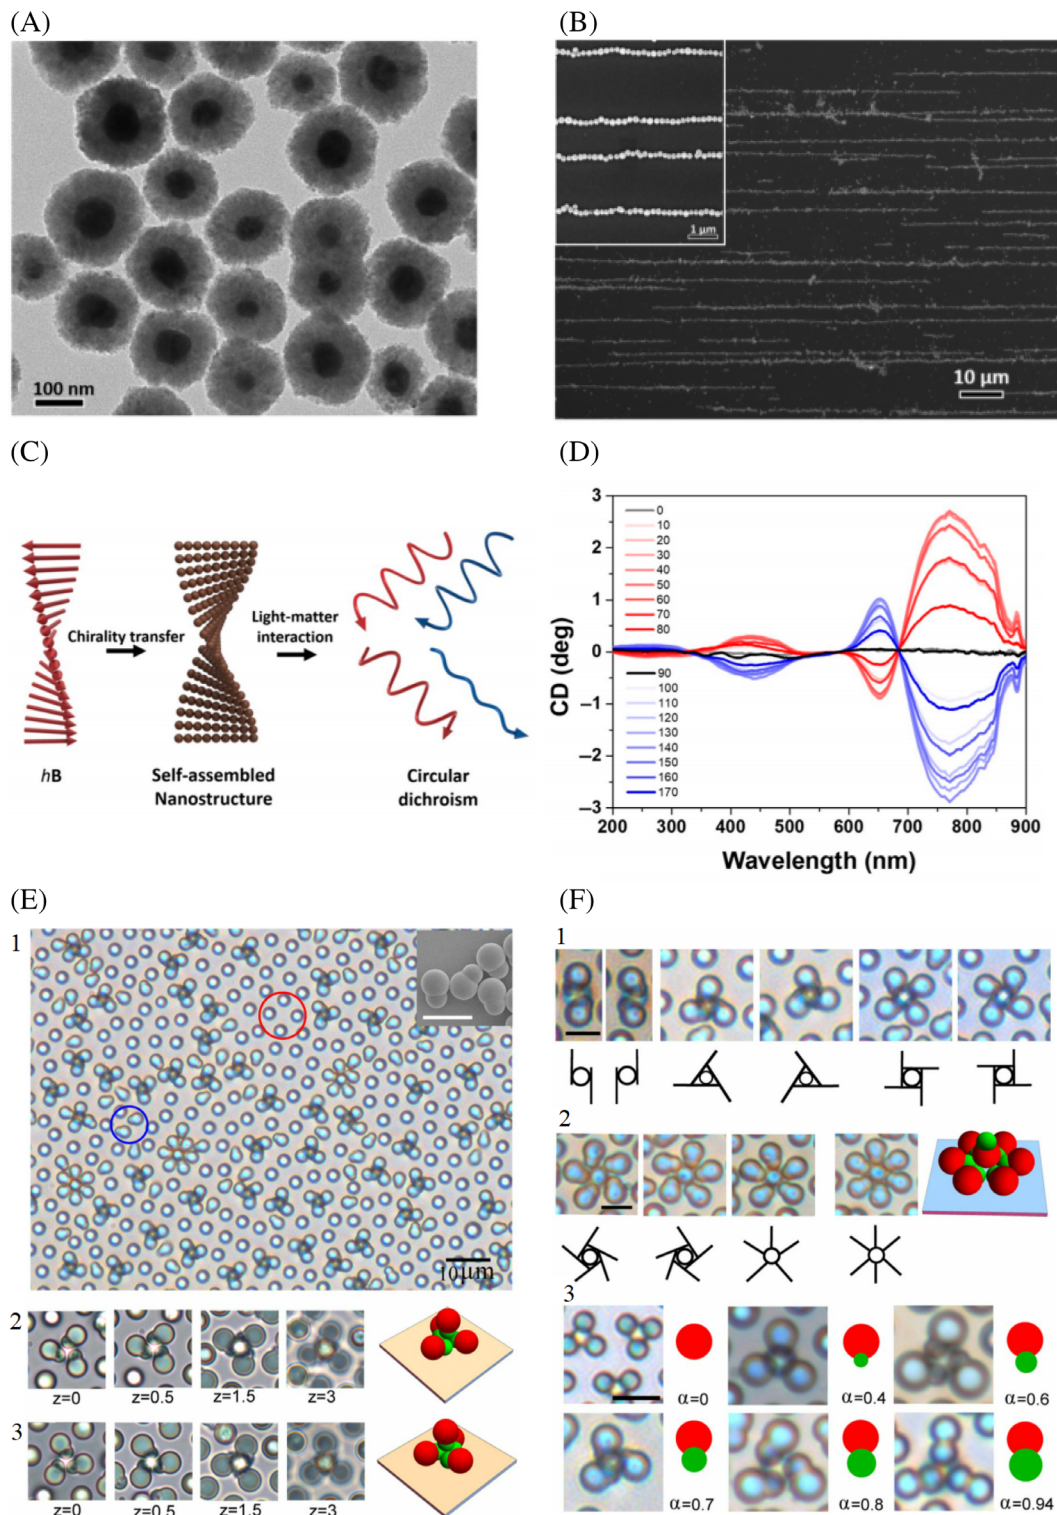 (A)
(B)
100 nm
1 μm
10 μm
(C)
(D)
Chirality transfer
Light-matter
interaction
hB
Self-assembled
Nanostructure
Circular
dichroism
CD (deg)
3
2
1
0
−1
−2
−3
0
10
20
30
40
50
60
70
80
90
100
110
120
130
140
150
160
170
200 300 400 500 600 700 800 900
Wavelength (nm)
(E)
(F)
1
10μm
2
z=0 z=0.5 z=1.5 z=3
3
z=0 z=0.5 z=1.5 z=3
1
2
3
α=0 α=0.4 α=0.6
α=0.7 α=0.8 α=0.94